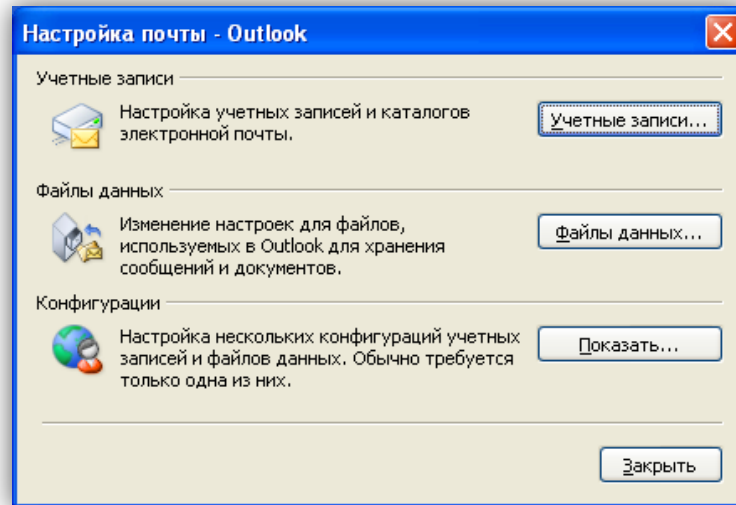 Настройка почты - Outlook
Учетные записи
Настройка учетных записей и каталогов
электронной почты.
Учетные записи...
Файлы данных
Изменение настроек для файлов,
используемых в Outlook для хранения
сообщений и документов.
Файлы данных...
Конфигурации
Настройка нескольких конфигураций учетных
записей и файлов данных. Обычно требуется
только одна из них.
Показать...
Закрыть